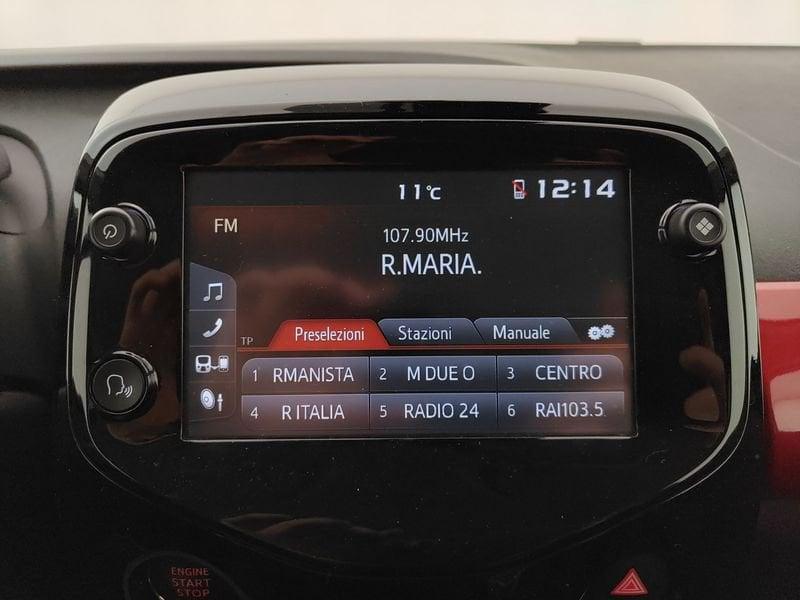 11°C 12:14
FM
107.90MHz
R.MARIA.
TP Preselezioni Stazioni Manuale
1 RMANISTA 2 M DUE O 3 CENTRO
4 R ITALIA 5 RADIO 24 6 RAI103.5
ENGINE
START
STOP